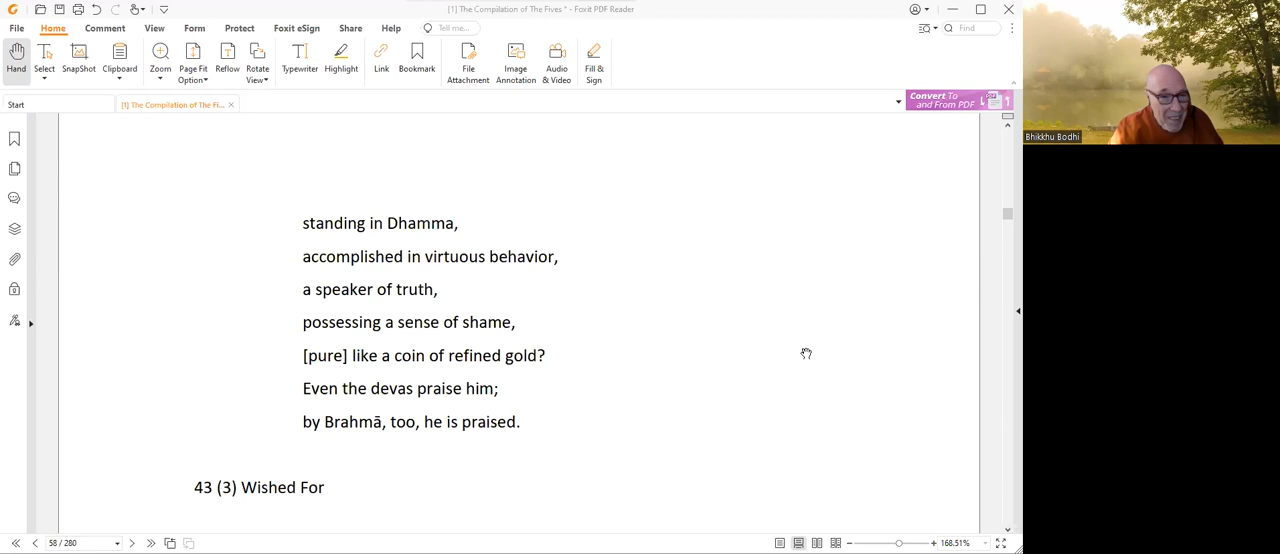 [1] The Compilation of The Fives * - Foxit PDF Reader
File Home Comment View Form Protect Foxit eSign Share Help Tell me... Find
Hand Select SnapShot Clipboard Zoom Page Fit Option Reflow Rotate View Typewriter Highlight Link Bookmark File Attachment Image Annotation Audio & Video Fill & Sign
Start [1] The Compilation of The Fi...
Convert To
and From PDF
PDF
Bhikkhu Bodhi
standing in Dhamma,
accomplished in virtuous behavior,
a speaker of truth,
possessing a sense of shame,
[pure] like a coin of refined gold?
Even the devas praise him;
by Brahmā, too, he is praised.
43 (3) Wished For
58 / 280 168.51%